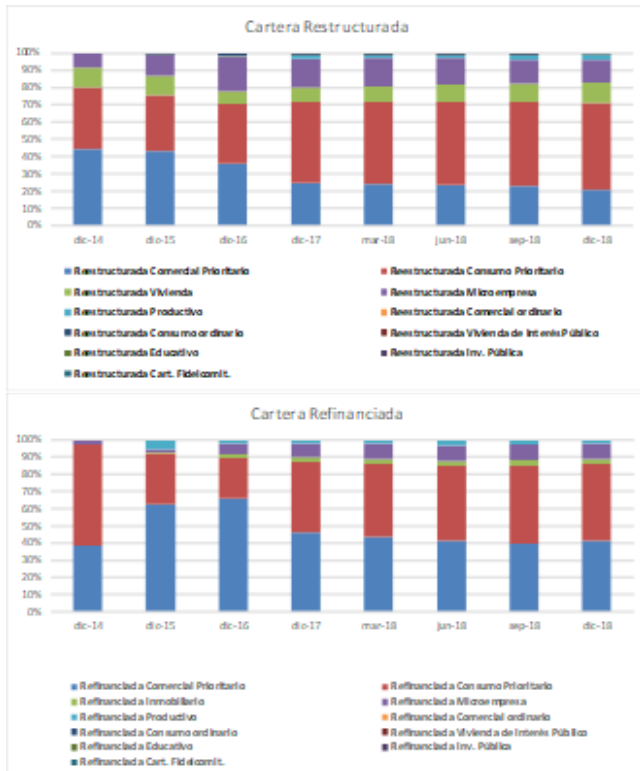 Cartera Restructurada
100%
90%
80%
70%
60%
50%
40%
30%
20%
10%
0%
dic-14 dic-15 dic-16 dic-17 mar-18 jun-18 sep-18 dic-18
Reestructurada Comercial Prioritario Reestructurada Consumo Prioritario
Reestructurada Vivienda Reestructurada Microempresa
Reestructurada Productivo Reestructurada Comercial ordinario
Reestructurada Consumo ordinario Reestructurada Vivienda de Interés Público
Reestructurada Educativo Reestructurada Inv. Pública
Reestructurada Cart. Fideicomit.
Cartera Refinanciada
100%
90%
80%
70%
60%
50%
40%
30%
20%
10%
0%
dic-14 dic-15 dic-16 dic-17 mar-18 jun-18 sep-18 dic-18
Refinanciada Comercial Prioritario Refinanciada Consumo Prioritario
Refinanciada Inmobiliario Refinanciada Microempresa
Refinanciada Productivo Refinanciada Comercial ordinario
Refinanciada Consumo ordinario Refinanciada Vivienda de Interés Público
Refinanciada Educativo Refinanciada Inv. Pública
Refinanciada Cart. Fideicomit.